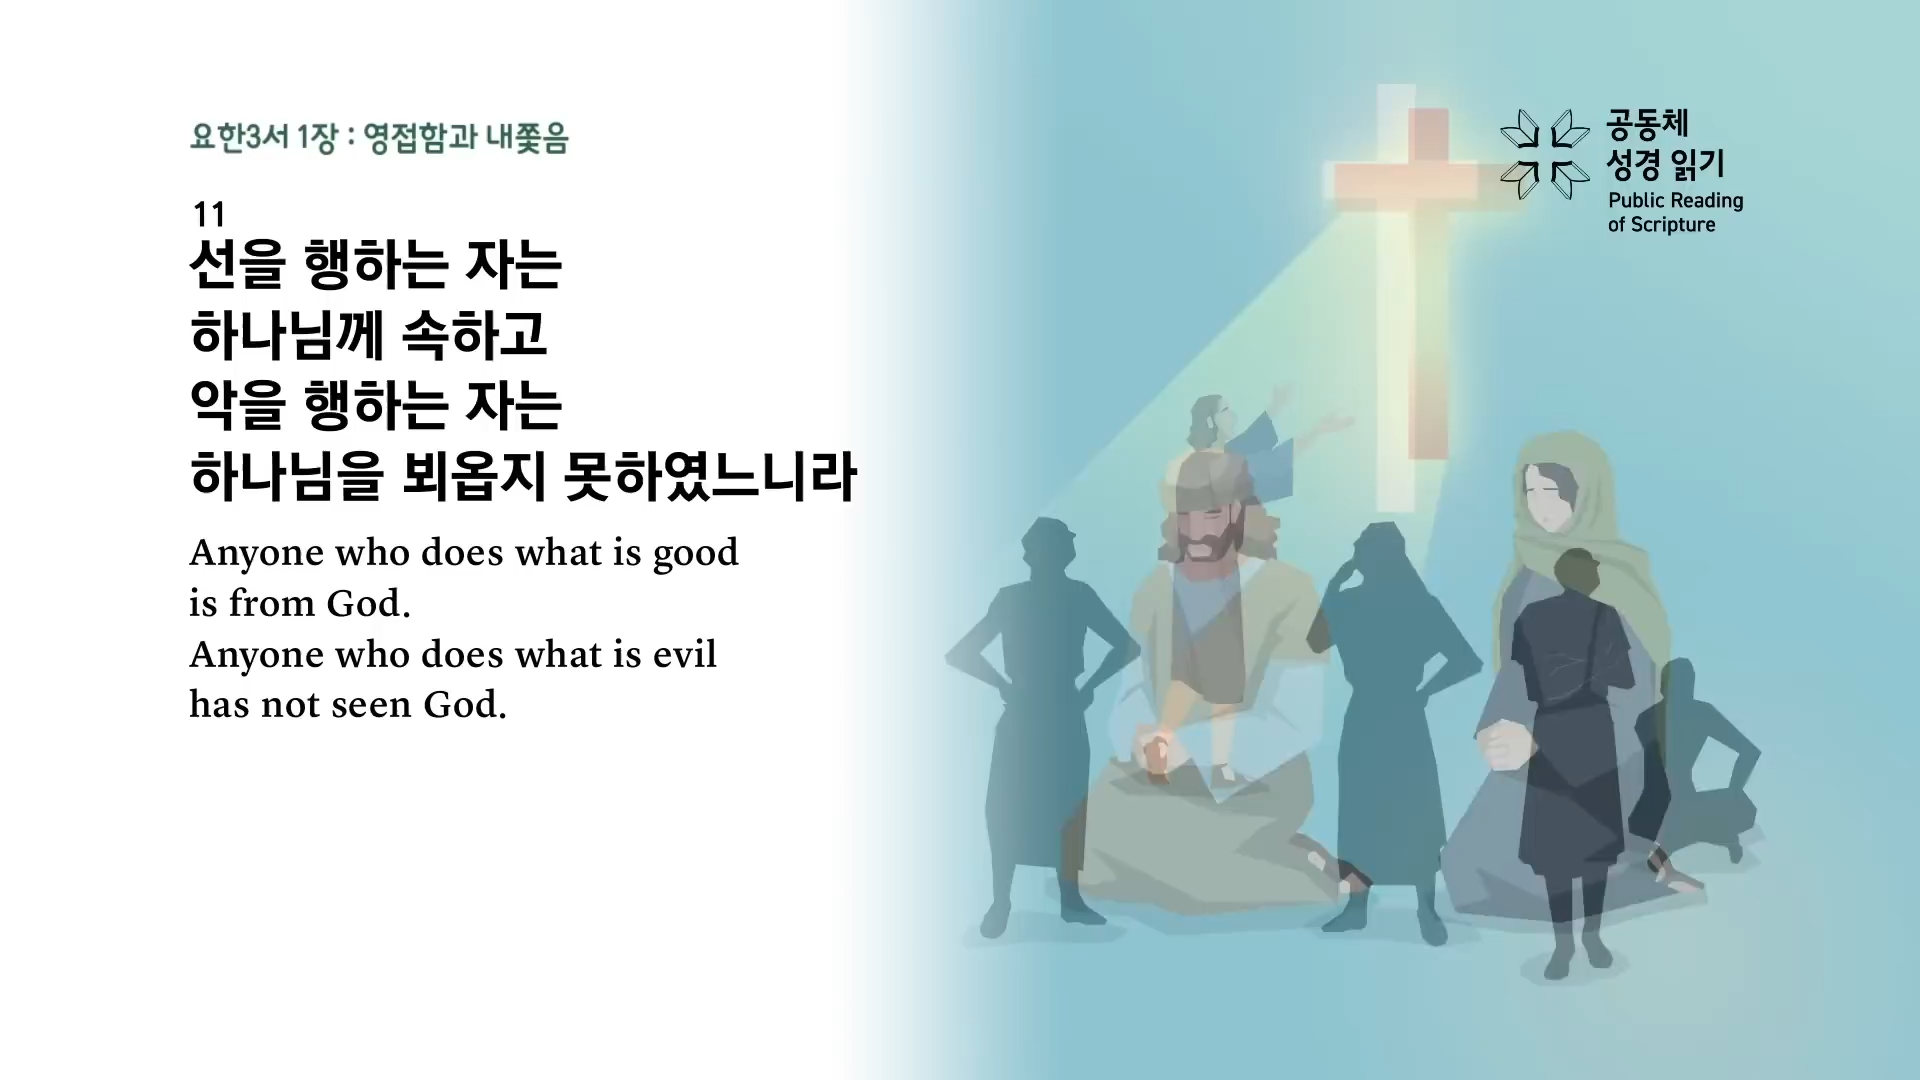 요한3서 1장 : 영접함과 내쫓음
11
선을 행하는 자는
하나님께 속하고
악을 행하는 자는
하나님을 뵈옵지 못하였느니라
Anyone who does what is good
is from God.
Anyone who does what is evil
has not seen God.
공동체
성경 읽기
Public Reading
of Scripture